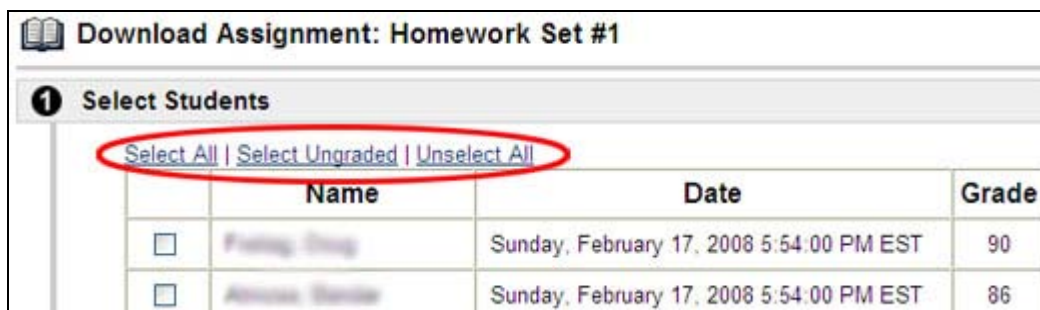 Download Assignment: Homework Set #1
1 Select Students
Select All | Select Ungraded | Unselect All
Name Date Grade
Sunday, February 17, 2008 5:54:00 PM EST 90
Sunday, February 17, 2008 5:54:00 PM EST 86